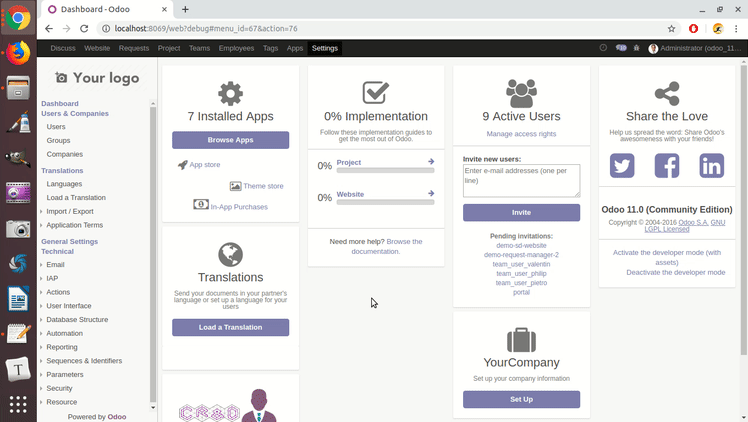 Dashboard - Odoo
localhost:8069/web?debug#menu_id=67&action=76
Discuss Website Requests Project Teams Employees Tags Apps Settings
Administrator (odoo_11...
Your logo
Dashboard
Users & Companies
Users
Groups
Companies
Translations
Languages
Load a Translation
Import / Export
Application Terms
General Settings
Technical
Email
IAP
Actions
User Interface
Database Structure
Automation
Reporting
Sequences & Identifiers
Parameters
Security
Resource
Powered by Odoo
7 Installed Apps
Browse Apps
App store
Theme store
In-App Purchases
Translations
Send your documents in your partner's
language or set up a language for your
users
Load a Translation
0% Implementation
Follow these implementation guides to
get the most out of Odoo.
0% Project
0% Website
Need more help? Browse the
documentation.
9 Active Users
Manage access rights
Invite new users:
Enter e-mail addresses (one per
line)
Invite
Pending invitations:
demo-sd-website
demo-request-manager-2
team_user_valentin
team_user_philip
team_user_pietro
portal
YourCompany
Set up your company information
Set Up
Share the Love
Help us spread the word: Share Odoo's
awesomeness with your friends!
Odoo 11.0 (Community Edition)
Copyright © 2004-2016 Odoo S.A. GNU
LGPL Licensed
Activate the developer mode (with
assets)
Deactivate the developer mode